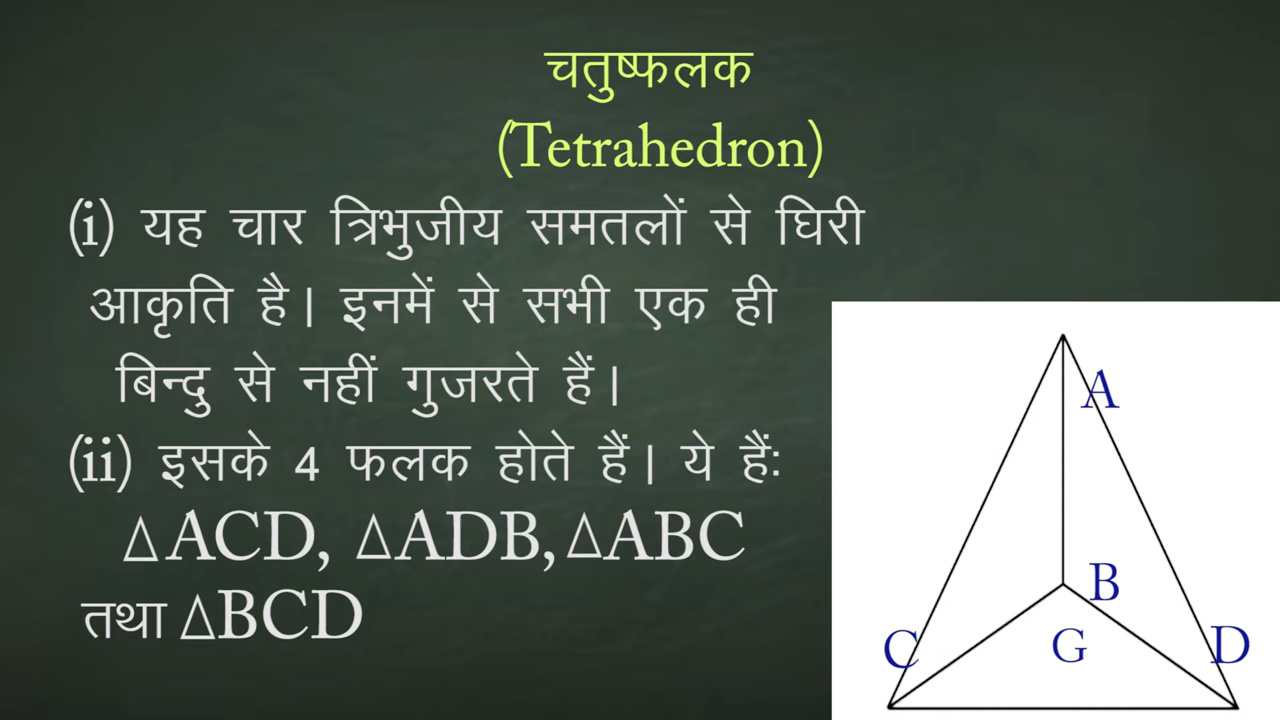 चतुष्फलक
(Tetrahedron)
(i) यह चार त्रिभुजीय समतलों से घिरी
आकृति है। इनमें से सभी एक ही
बिन्दु से नहीं गुजरते हैं।
(ii) इसके 4 फलक होते हैं। ये हैंः
△ACD, △ADB, △ABC
तथा △BCD
A
B
C
G
D